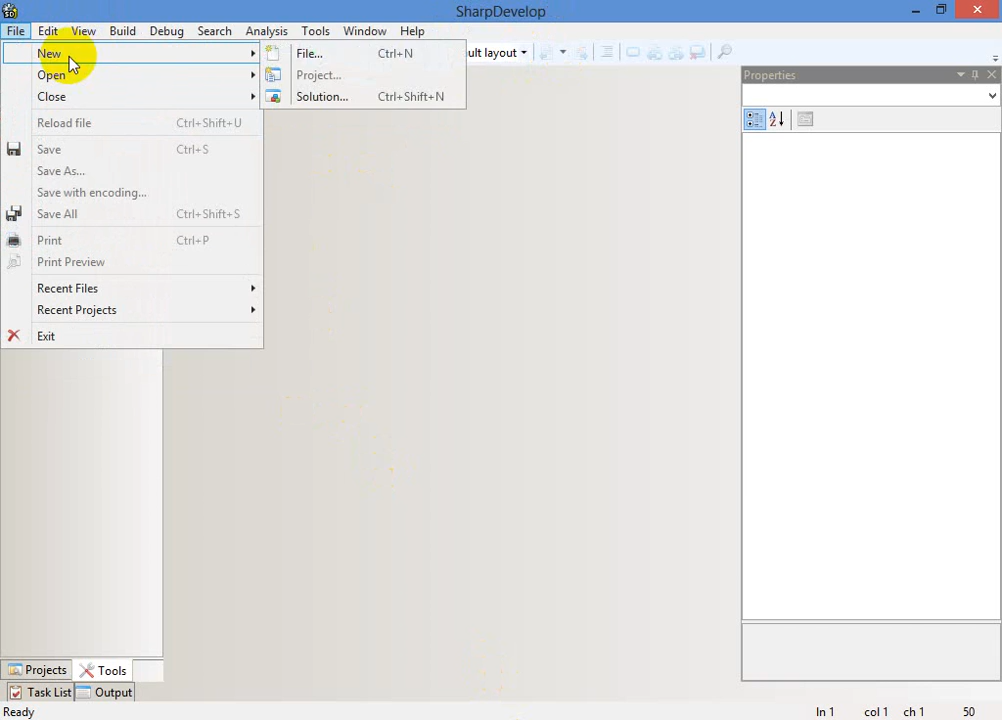 SharpDevelop
File Edit View Build Debug Search Analysis Tools Window Help
New
File... Ctrl+N
ult layout
Open
Project...
Close
Solution... Ctrl+Shift+N
Properties
Reload file Ctrl+Shift+U
Save Ctrl+S
Save As...
Save with encoding...
Save All Ctrl+Shift+S
Print Ctrl+P
Print Preview
Recent Files
Recent Projects
Exit
Projects Tools
Task List Output
Ready ln 1 col 1 ch 1 50